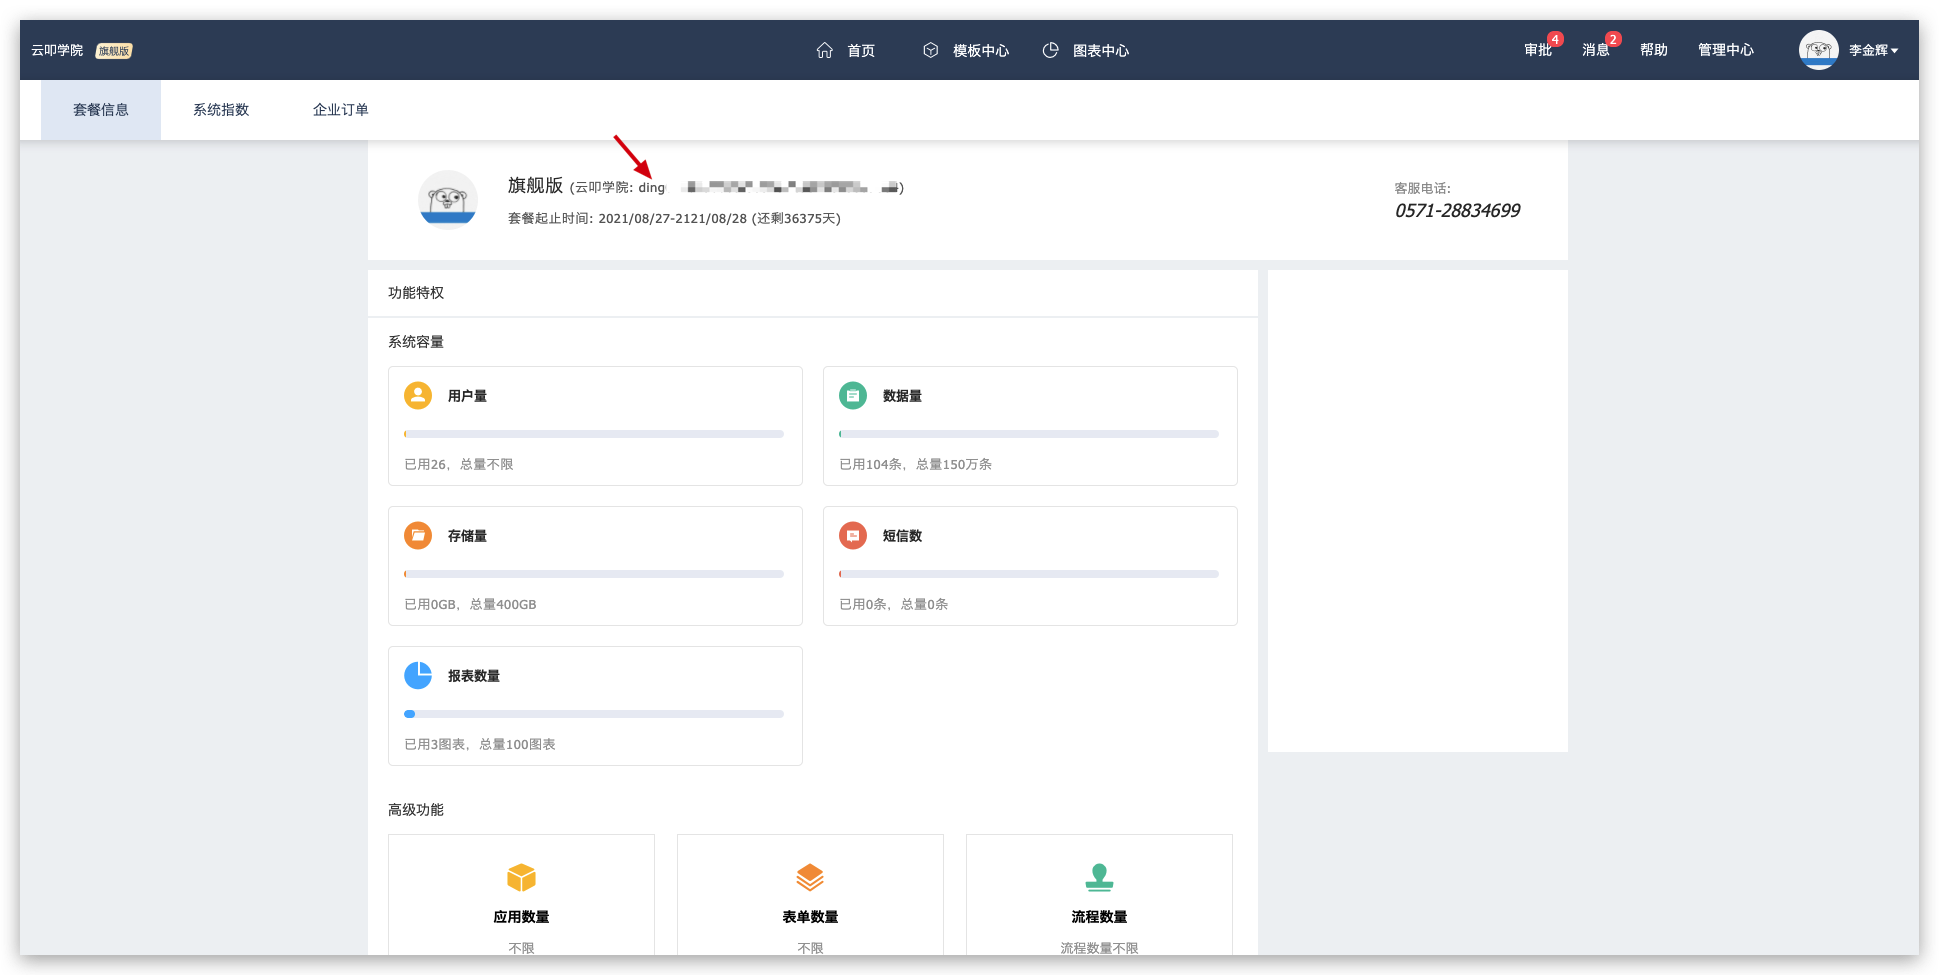 云叩学院 旗舰版 首页 模板中心 图表中心 审批 4 消息 2 帮助 管理中心 李金辉
套餐信息 系统指数 企业订单
旗舰版 (云叩学院: ding )
套餐起止时间: 2021/08/27-2121/08/28 (还剩36375天)
客服电话:
0571-28834699
功能特权
系统容量
用户量
已用26，总量不限
数据量
已用104条，总量150万条
存储量
已用0GB，总量400GB
短信数
已用0条，总量0条
报表数量
已用3图表，总量100图表
高级功能
应用数量
不限
表单数量
不限
流程数量
流程数量不限